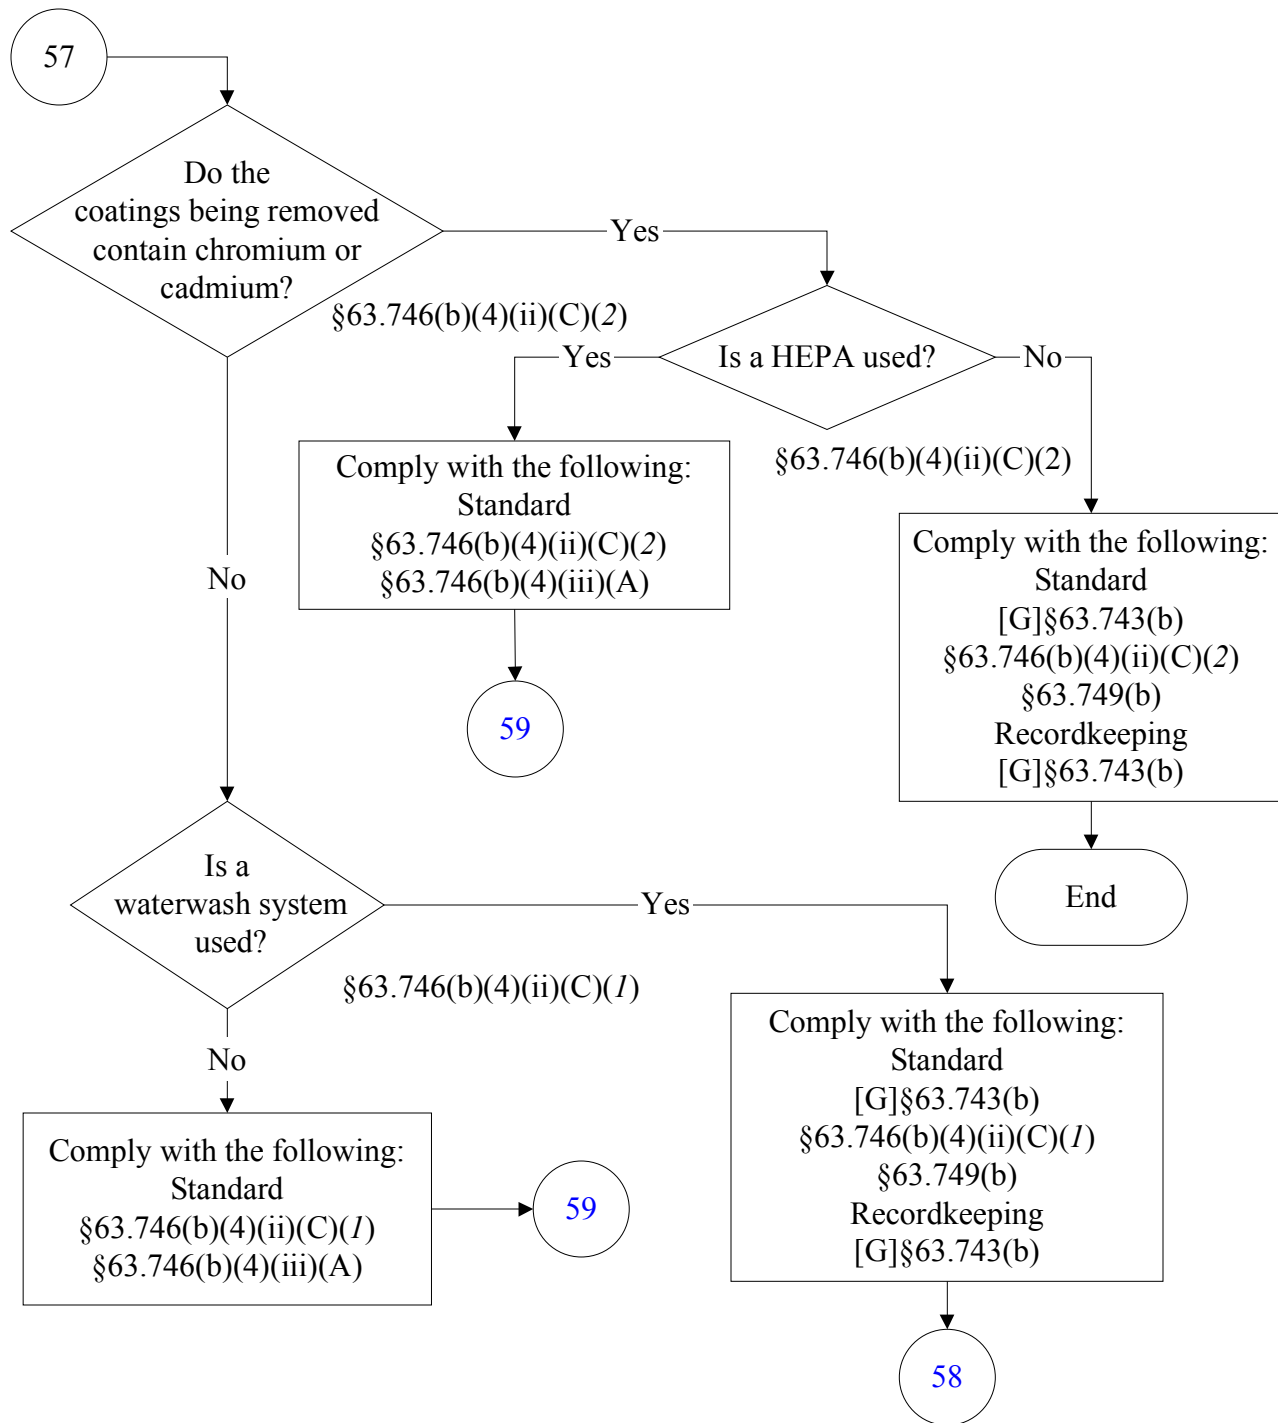 57
Do the
coatings being removed
contain chromium or
cadmium?
Yes
§63.746(b)(4)(ii)(C)(2)
Is a HEPA used?
Yes
No
§63.746(b)(4)(ii)(C)(2)
Comply with the following:
Standard
§63.746(b)(4)(ii)(C)(2)
§63.746(b)(4)(iii)(A)
59
Comply with the following:
Standard
[G]§63.743(b)
§63.746(b)(4)(ii)(C)(2)
§63.749(b)
Recordkeeping
[G]§63.743(b)
End
No
Is a
waterwash system
used?
Yes
§63.746(b)(4)(ii)(C)(1)
No
Comply with the following:
Standard
§63.746(b)(4)(ii)(C)(1)
§63.746(b)(4)(iii)(A)
59
Comply with the following:
Standard
[G]§63.743(b)
§63.746(b)(4)(ii)(C)(1)
§63.749(b)
Recordkeeping
[G]§63.743(b)
58